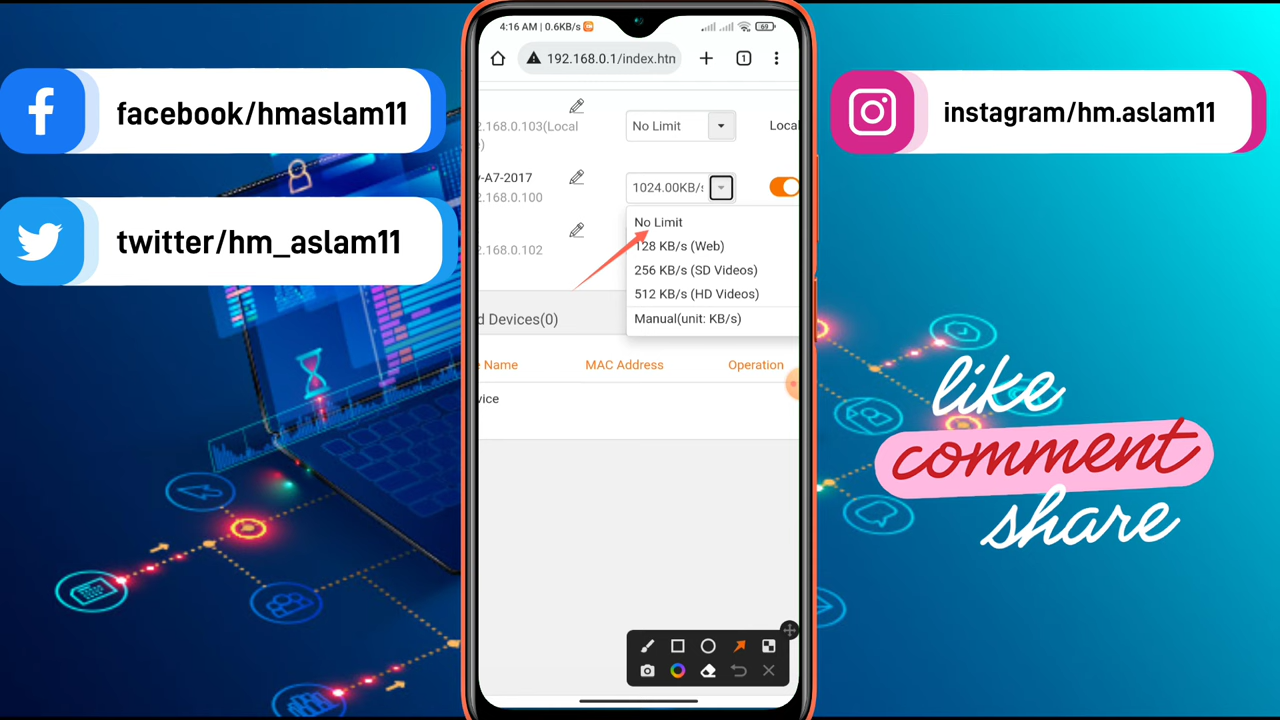 facebook/hmaslam11
twitter/hm_aslam11
4:16 AM | 0.6KB/s
69
192.168.0.1/index.htn
1
2.168.0.103(Local
)
No Limit
Local
-A7-2017
2.168.0.100
1024.00KB/s
2.168.0.102
No Limit
128 KB/s (Web)
256 KB/s (SD Videos)
512 KB/s (HD Videos)
Manual(unit: KB/s)
d Devices(0)
e Name
MAC Address
Operation
vice
instagram/hm.aslam11
like
comment
share